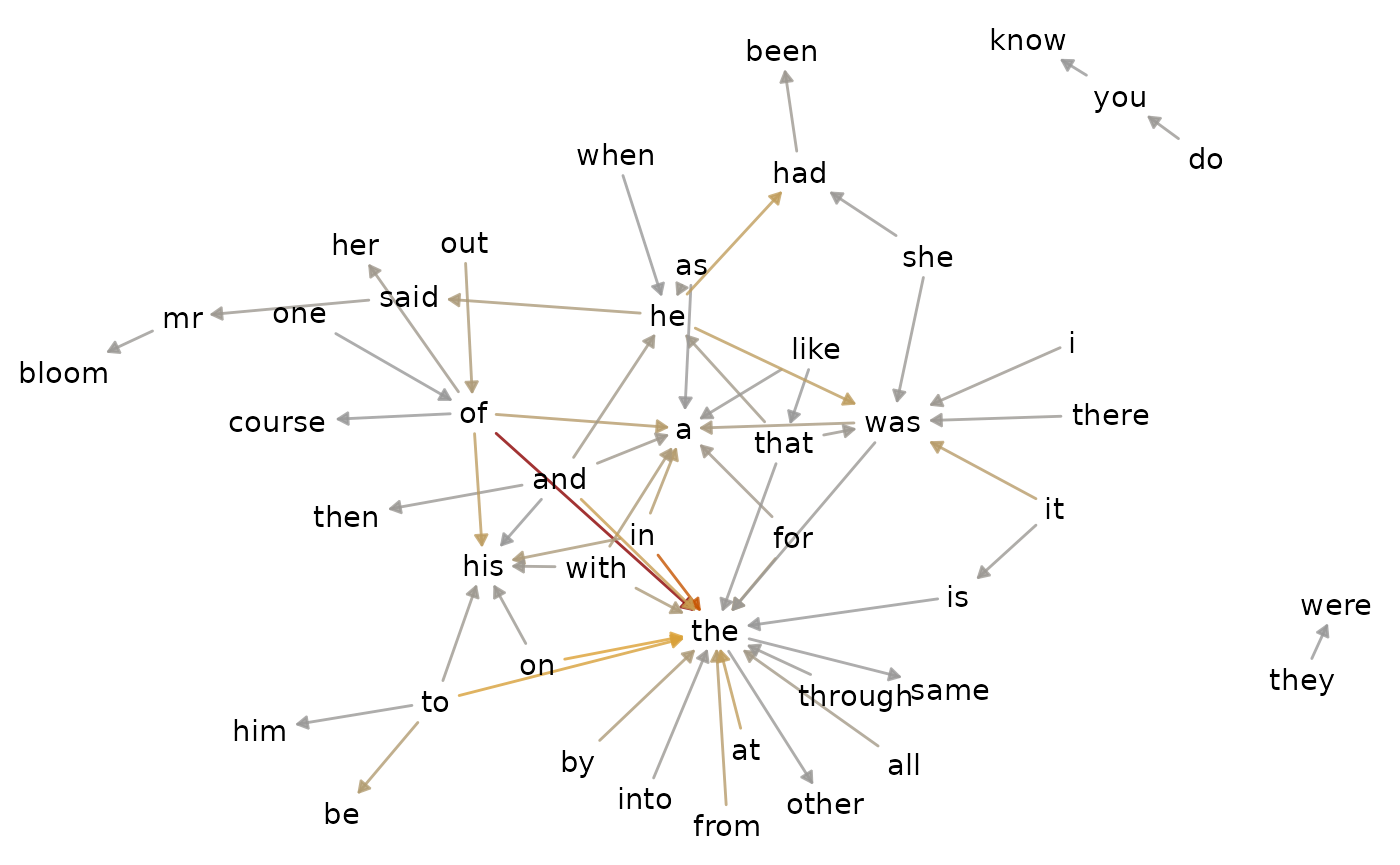 know
been
you
when
had
do
her
out
she
as
said
one
mr
he
i
like
bloom
of
there
course
was
a
that
and
it
then
in
for
his
with
is
were
the
on
they
through
same
to
him
at
by
all
into
other
be
from